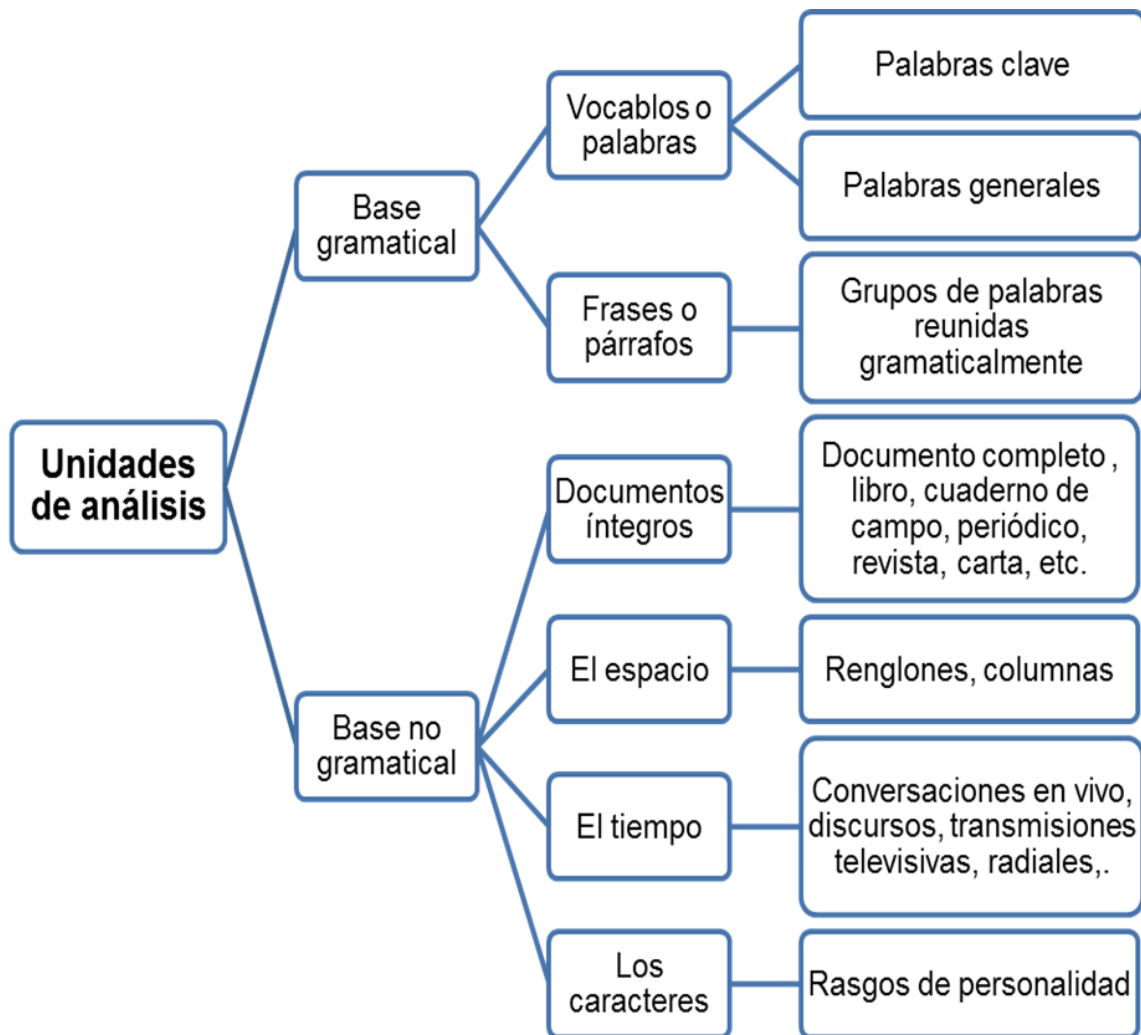 Unidades
de análisis
Base
gramatical
Vocablos o
palabras
Palabras clave
Palabras generales
Frases o
párrafos
Grupos de palabras
reunidas
gramaticalmente
Base no
gramatical
Documentos
íntegros
Documento completo ,
libro, cuaderno de
campo, periódico,
revista, carta, etc.
El espacio
Renglones, columnas
El tiempo
Conversaciones en vivo,
discursos, transmisiones
televisivas, radiales,.
Los
caracteres
Rasgos de personalidad